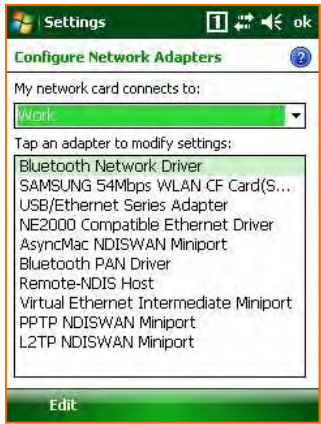 Settings 1 ok
Configure Network Adapters ?
My network card connects to:
Work
Tap an adapter to modify settings:
Bluetooth Network Driver
SAMSUNG 54Mbps WLAN CF Card(S...
USB/Ethernet Series Adapter
NE2000 Compatible Ethernet Driver
AsyncMac NDISWAN Miniport
Bluetooth PAN Driver
Remote-NDIS Host
Virtual Ethernet Intermediate Miniport
PPTP NDISWAN Miniport
L2TP NDISWAN Miniport
Edit